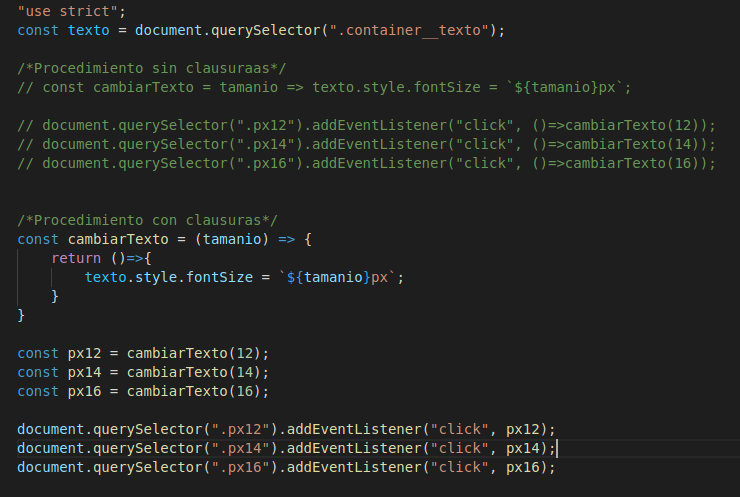 "use strict";
const texto = document.querySelector(".container__texto");
/*Procedimiento sin clausuraas*/
// const cambiarTexto = tamanio => texto.style.fontSize = `${tamanio}px`;
// document.querySelector(".px12").addEventListener("click", ()=>cambiarTexto(12));
// document.querySelector(".px14").addEventListener("click", ()=>cambiarTexto(14));
// document.querySelector(".px16").addEventListener("click", ()=>cambiarTexto(16));
/*Procedimiento con clausuras*/
const cambiarTexto = (tamanio) => {
    return ()=>{
        texto.style.fontSize = `${tamanio}px`;
    }
}
const px12 = cambiarTexto(12);
const px14 = cambiarTexto(14);
const px16 = cambiarTexto(16);
document.querySelector(".px12").addEventListener("click", px12);
document.querySelector(".px14").addEventListener("click", px14);
document.querySelector(".px16").addEventListener("click", px16);